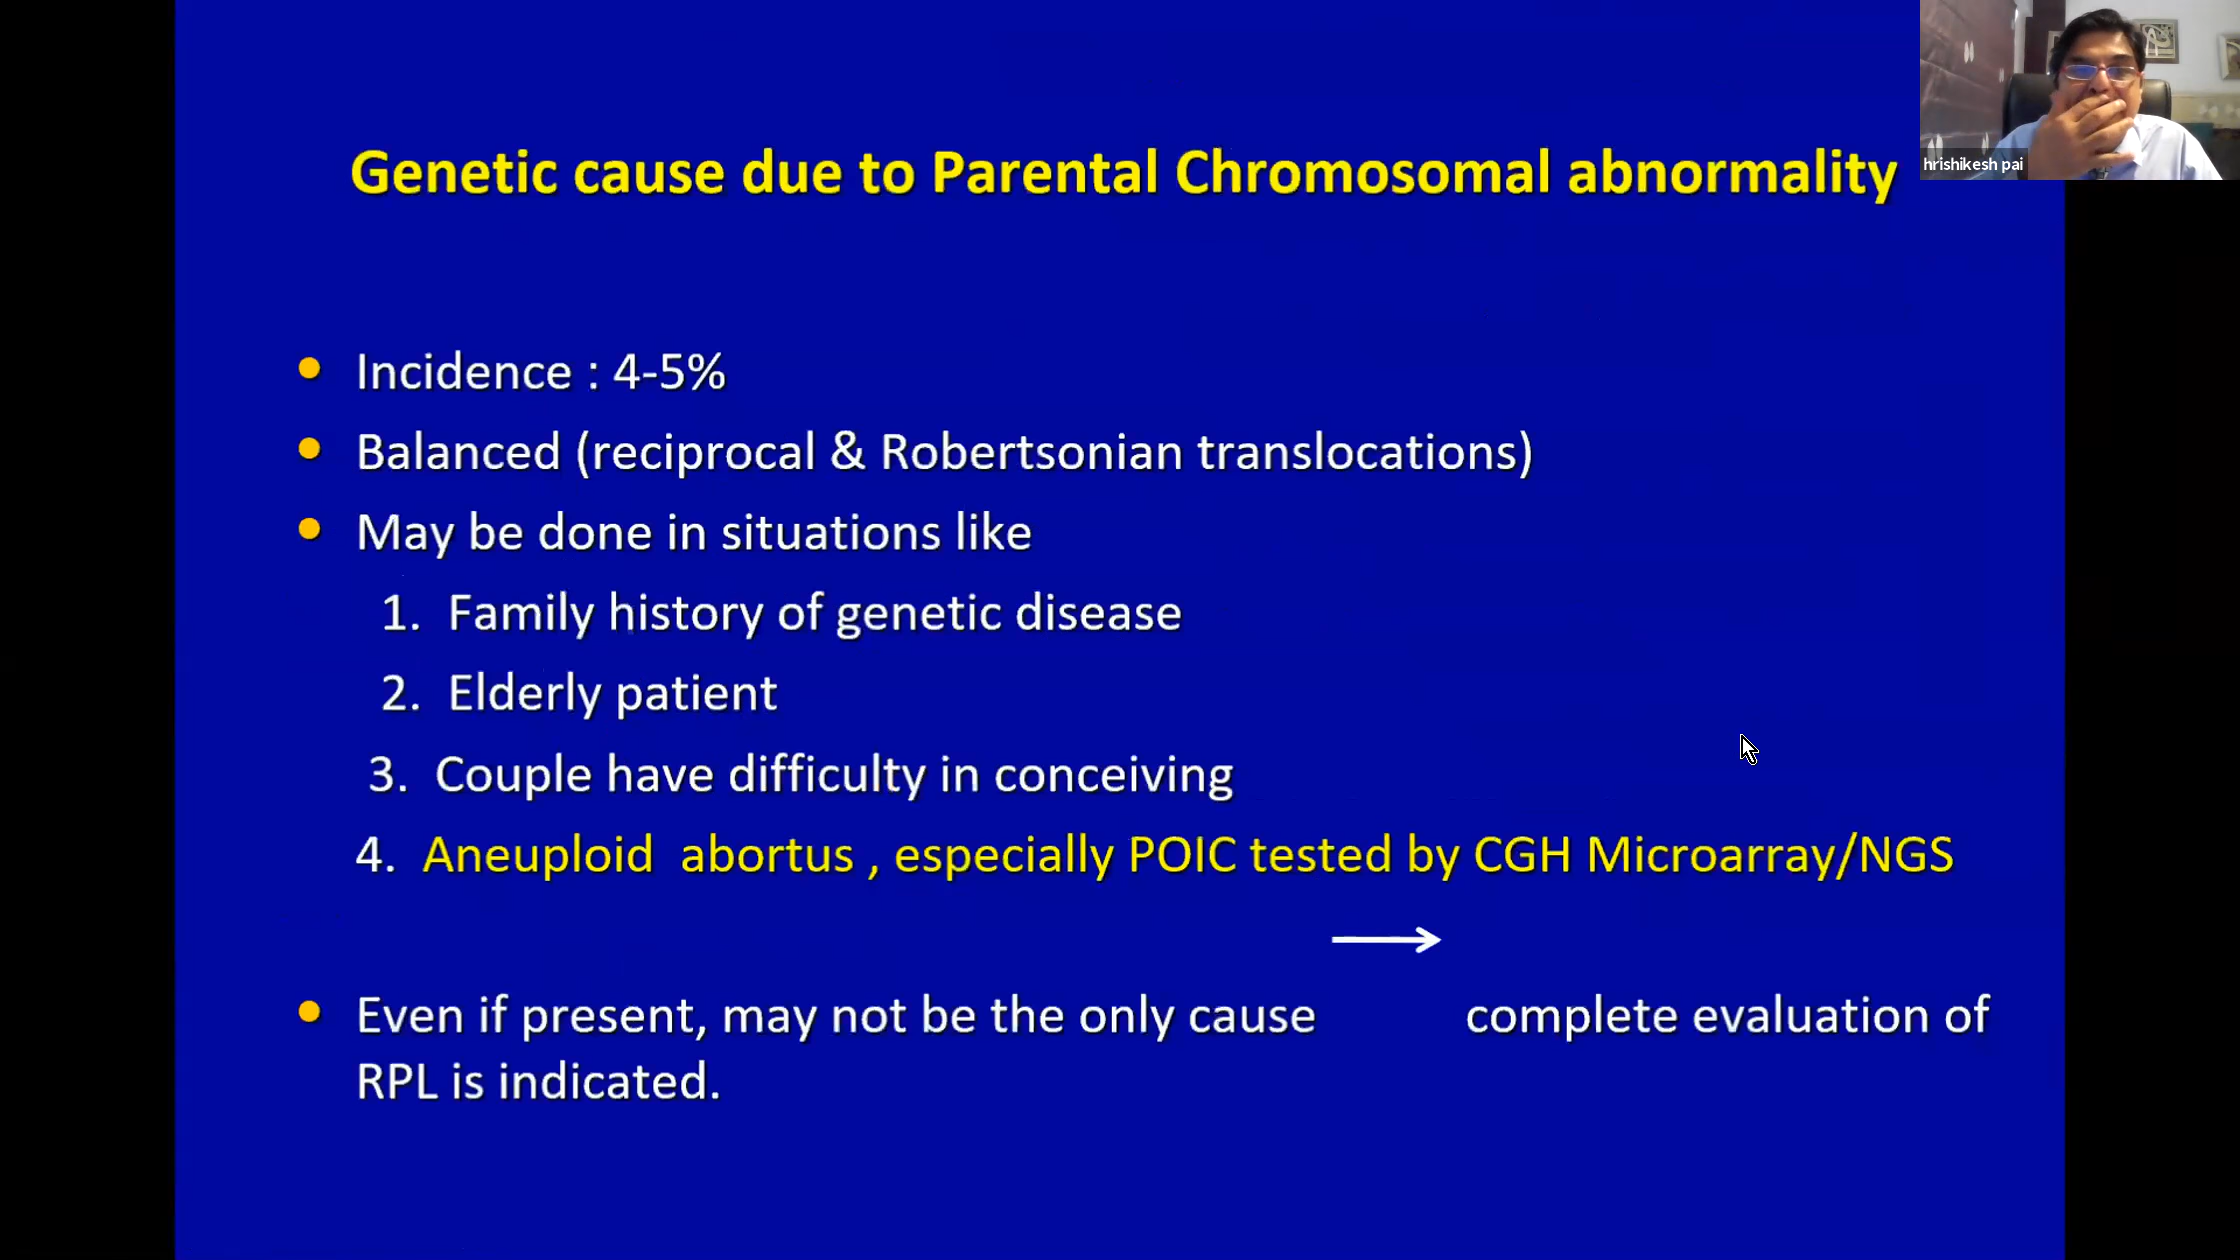 Genetic cause due to Parental Chromosomal abnormality
hrishikesh pai
Incidence : 4-5%
Balanced (reciprocal & Robertsonian translocations)
May be done in situations like
1. Family history of genetic disease
2. Elderly patient
3. Couple have difficulty in conceiving
4. Aneuploid abortus , especially POIC tested by CGH Microarray/NGS
Even if present, may not be the only cause complete evaluation of
RPL is indicated.